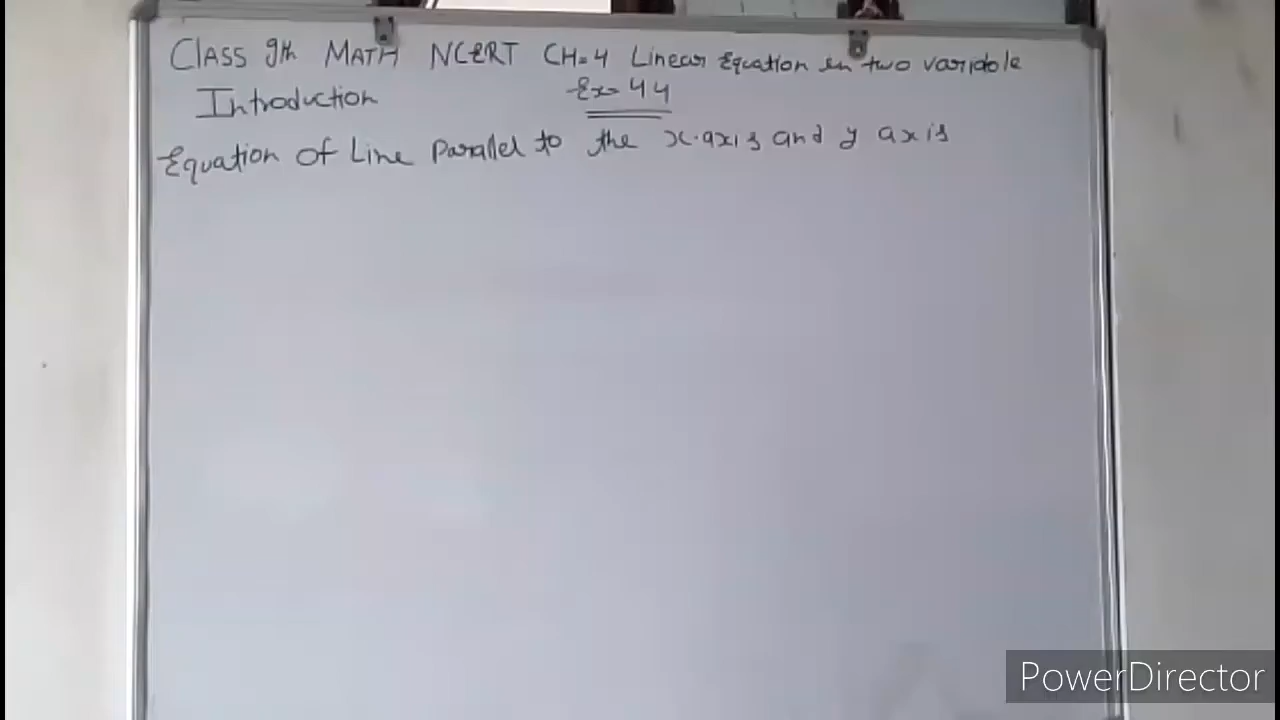 Class 9th MATH NCERT CH=4 Linear Equation in two variable
Introduction Ex= 4 4
Equation of Line Parallel to the x.axis and y axis
PowerDirector